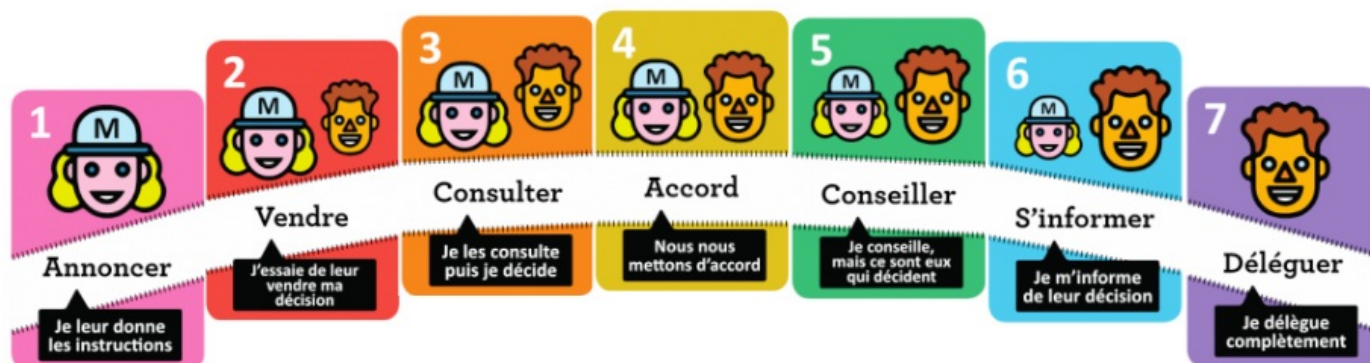 1
M
Annoncer
Je leur donne
les instructions
2
M
Vendre
J'essaie de leur
vendre ma
décision
3
M
Consulter
Je les consulte
puis je décide
4
M
Accord
Nous nous
mettons d'accord
5
M
Conseiller
Je conseille,
mais ce sont eux
qui décident
6
M
S'informer
Je m'informe
de leur décision
7
Déléguer
Je délègue
complètement